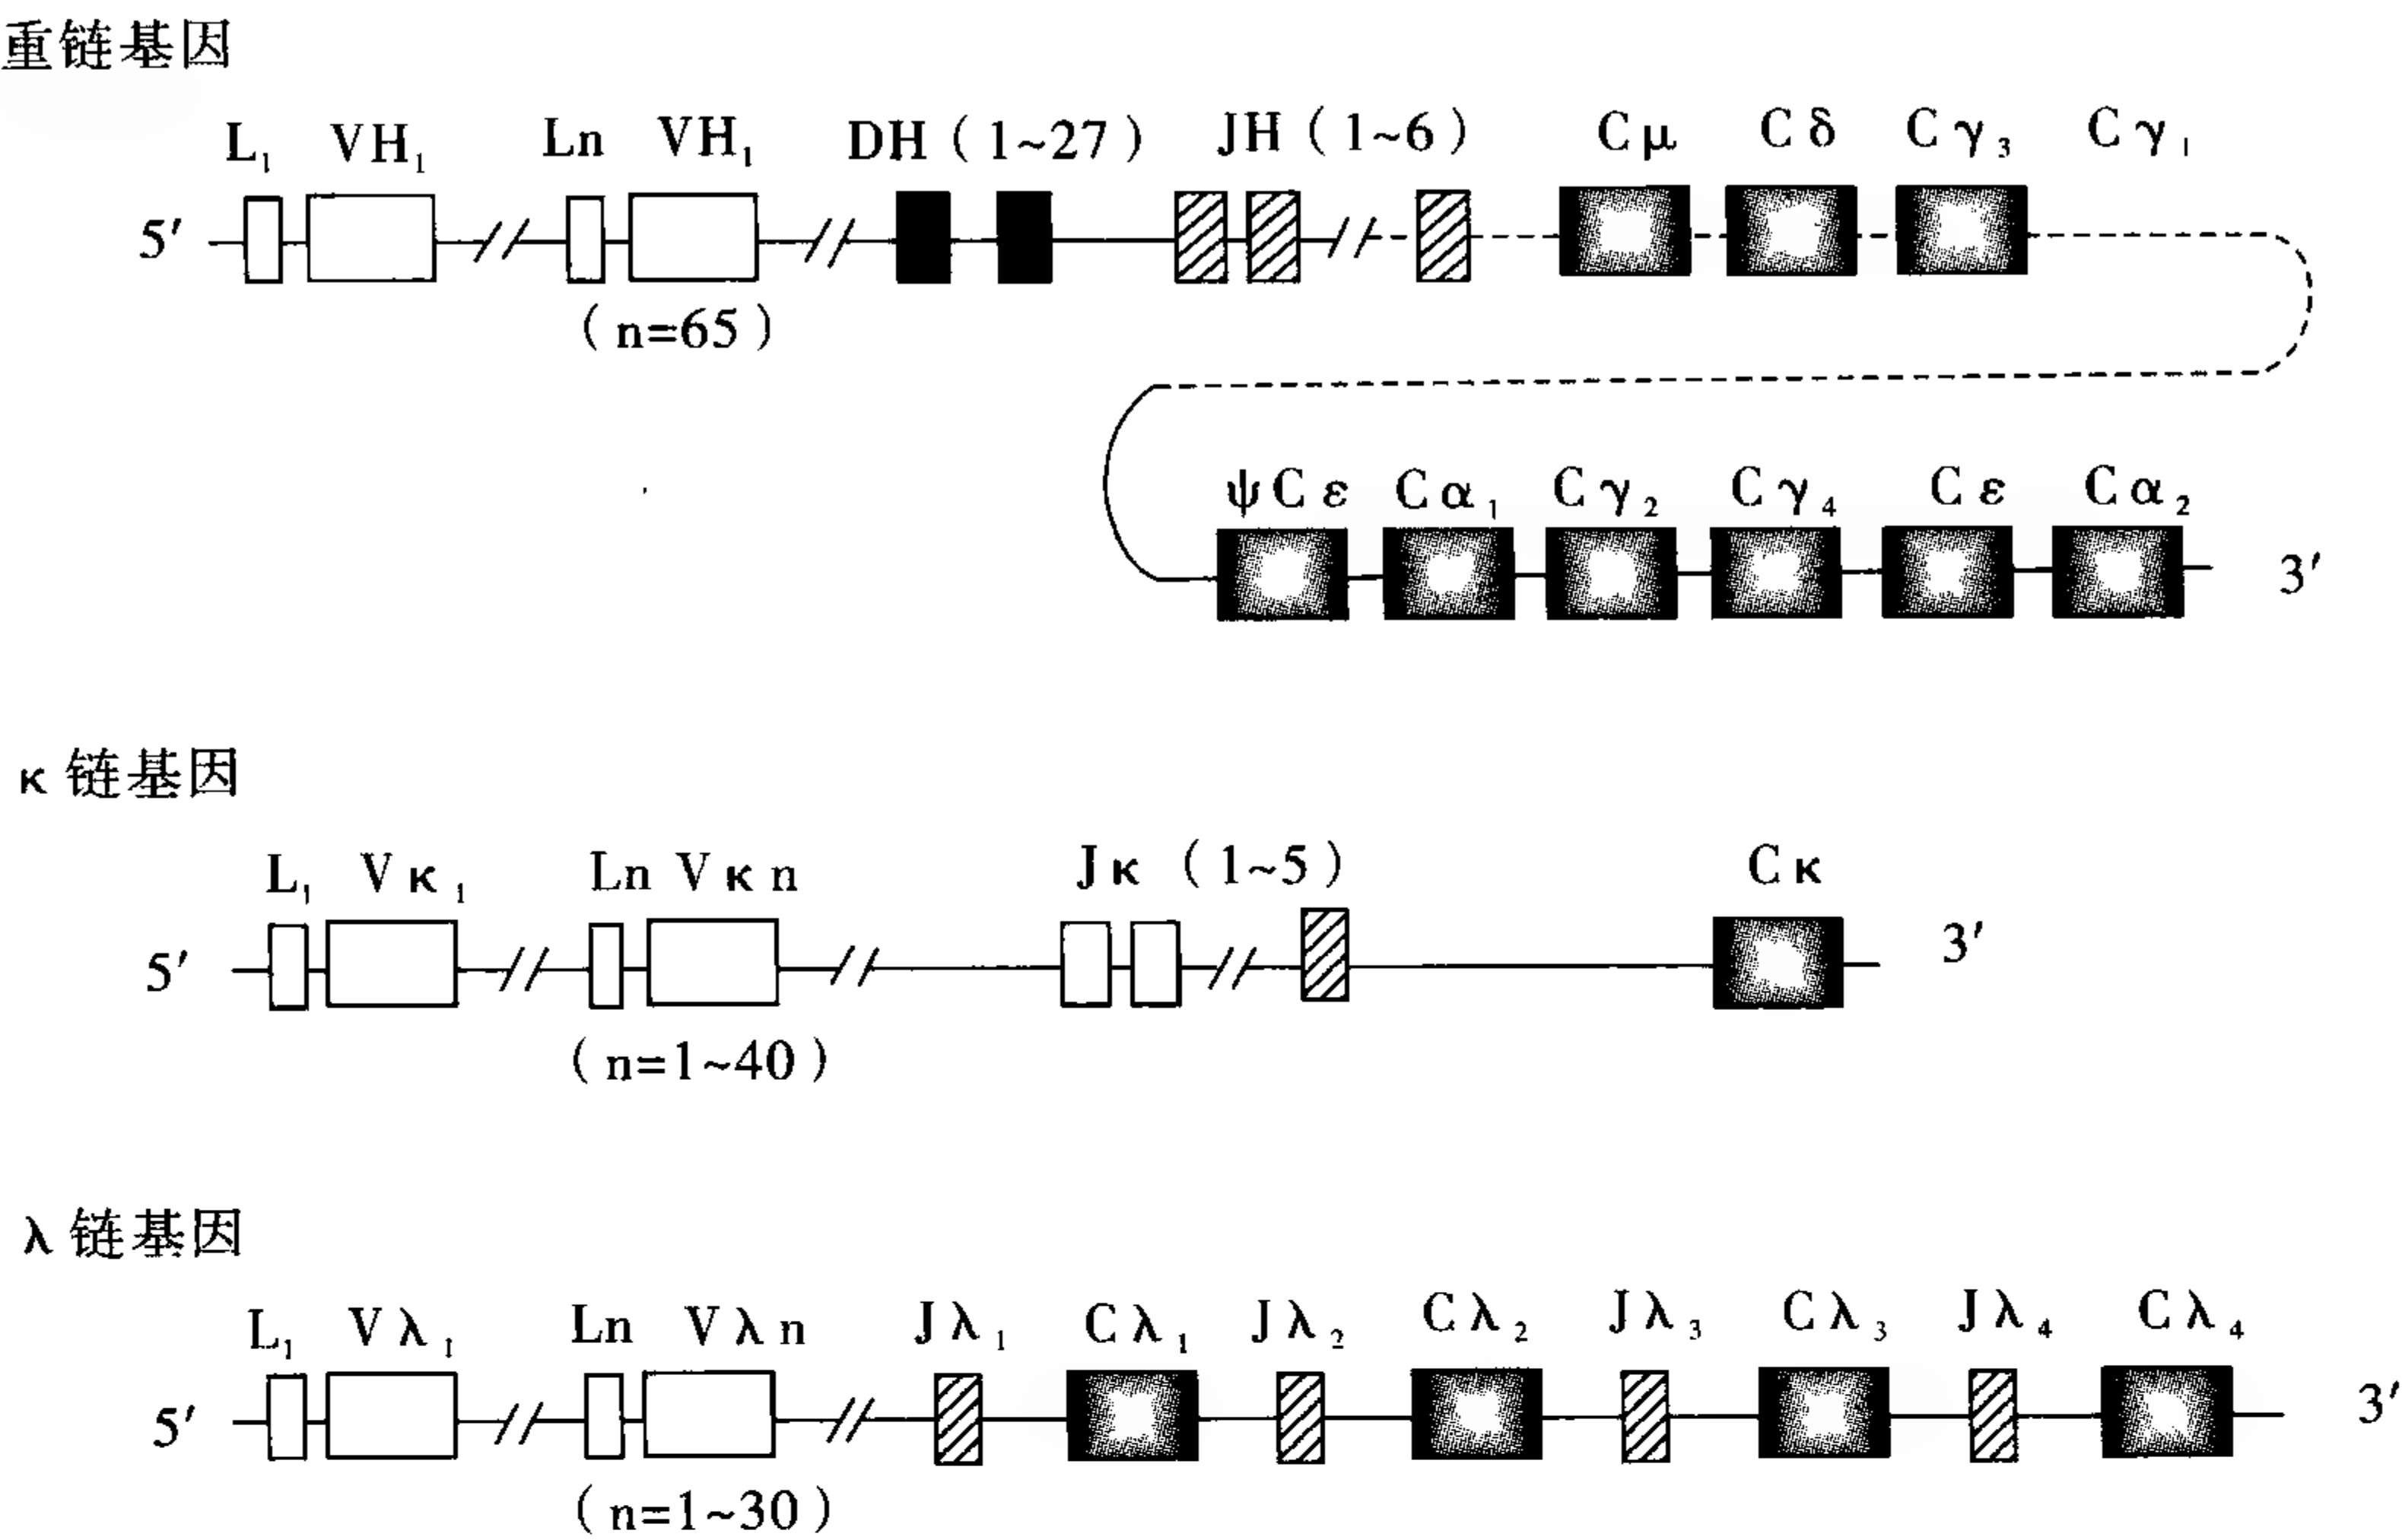 重链基因
L₁ VH₁ Ln VH₁ DH（1~27） JH（1~6） Cμ Cδ Cγ₃ Cγ₁
5′
（n=65）
ψCε Cα₁ Cγ₂ Cγ₄ Cε Cα₂
3′
κ链基因
L₁ Vκ₁ Ln Vκn Jκ（1~5） Cκ
5′ 3′
（n=1~40）
λ链基因
L₁ Vλ₁ Ln Vλn Jλ₁ Cλ₁ Jλ₂ Cλ₂ Jλ₃ Cλ₃ Jλ₄ Cλ₄
5′ 3′
（n=1~30）